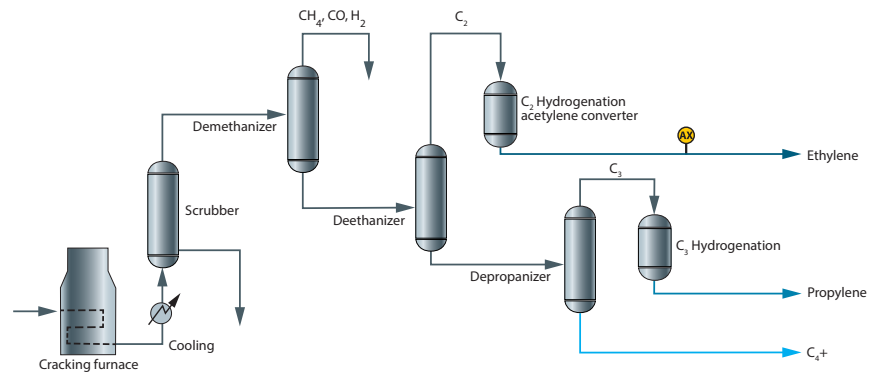 CH₄, CO, H₂
C₂
C₂ Hydrogenation
acetylene converter
Demethanizer
AX
Ethylene
C₃
Scrubber
Deethanizer
C₃ Hydrogenation
Depropanizer
Propylene
Cooling
C₄+
Cracking furnace